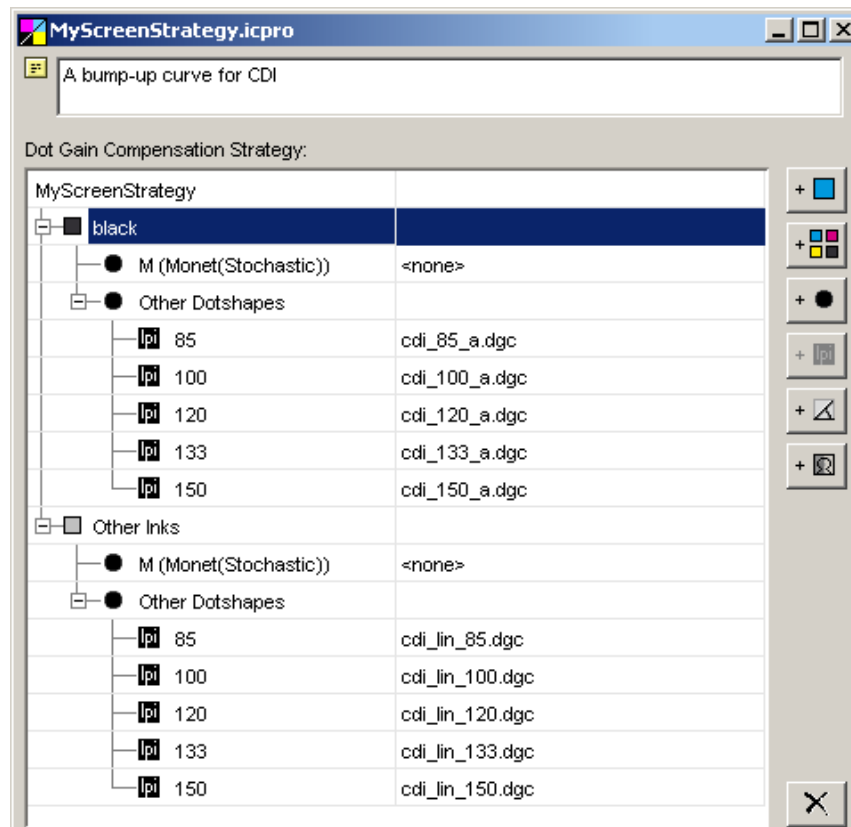 MyScreenStrategy.icpro
A bump-up curve for CDI
Dot Gain Compensation Strategy:
MyScreenStrategy
black
M (Monet(Stochastic)) <none>
Other Dotshapes
lpi 85 cdi_85_a.dgc
lpi 100 cdi_100_a.dgc
lpi 120 cdi_120_a.dgc
lpi 133 cdi_133_a.dgc
lpi 150 cdi_150_a.dgc
Other Inks
M (Monet(Stochastic)) <none>
Other Dotshapes
lpi 85 cdi_lin_85.dgc
lpi 100 cdi_lin_100.dgc
lpi 120 cdi_lin_120.dgc
lpi 133 cdi_lin_133.dgc
lpi 150 cdi_lin_150.dgc
+
+
+
+ lpi
+
+